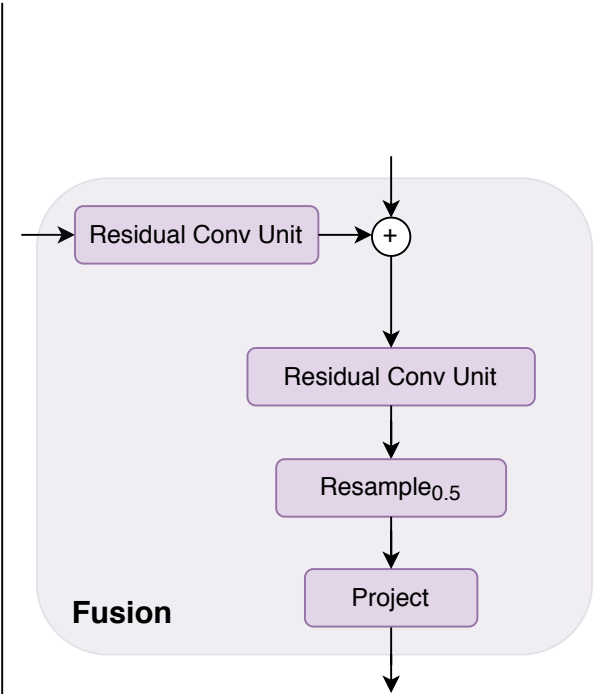 Residual Conv Unit
+
Residual Conv Unit
Resample0.5
Project
Fusion